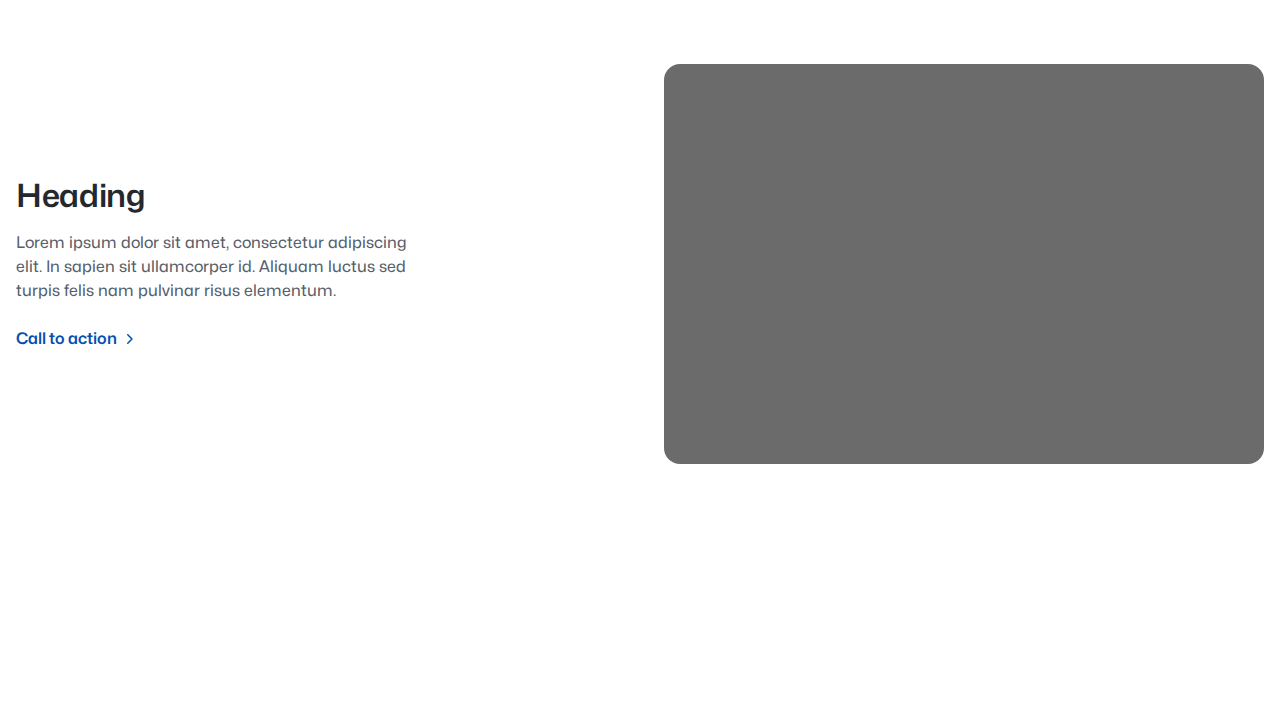 Heading
Lorem ipsum dolor sit amet, consectetur adipiscing
elit. In sapien sit ullamcorper id. Aliquam luctus sed
turpis felis nam pulvinar risus elementum.
Call to action